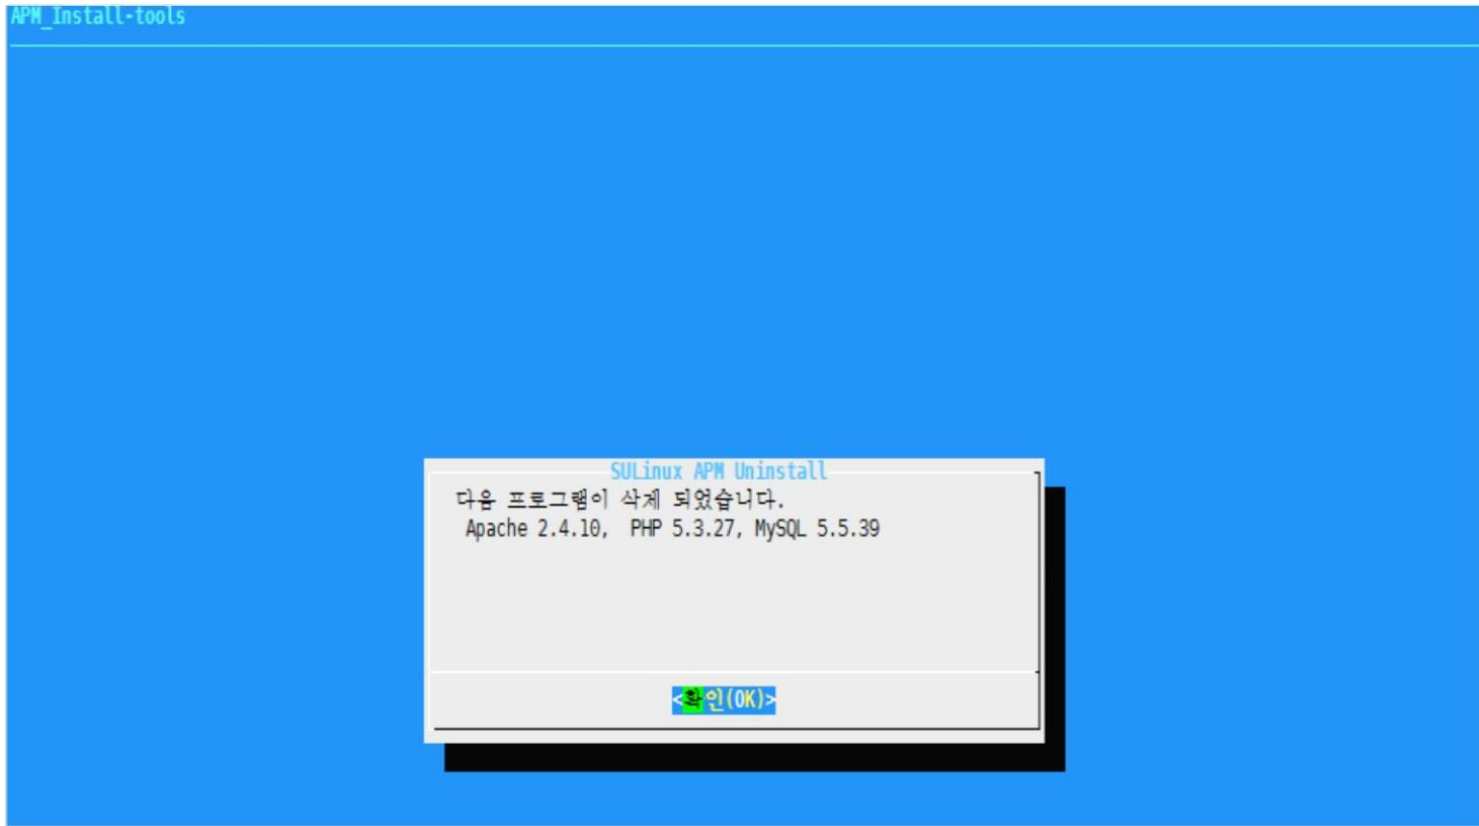 APM_Install-tools
SULinux APM Uninstall
다음 프로그램이 삭제 되었습니다.
Apache 2.4.10, PHP 5.3.27, MySQL 5.5.39
<확인(OK)>